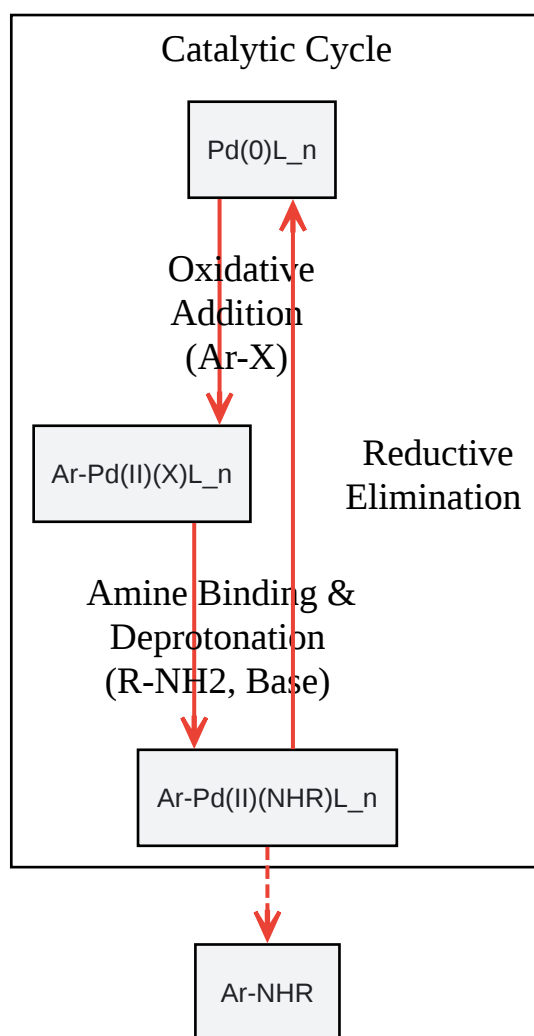 Catalytic Cycle
Pd(0)L_n
Oxidative
Addition
(Ar-X)
Ar-Pd(II)(X)L_n
Reductive
Elimination
Amine Binding &
Deprotonation
(R-NH2, Base)
Ar-Pd(II)(NHR)L_n
Ar-NHR